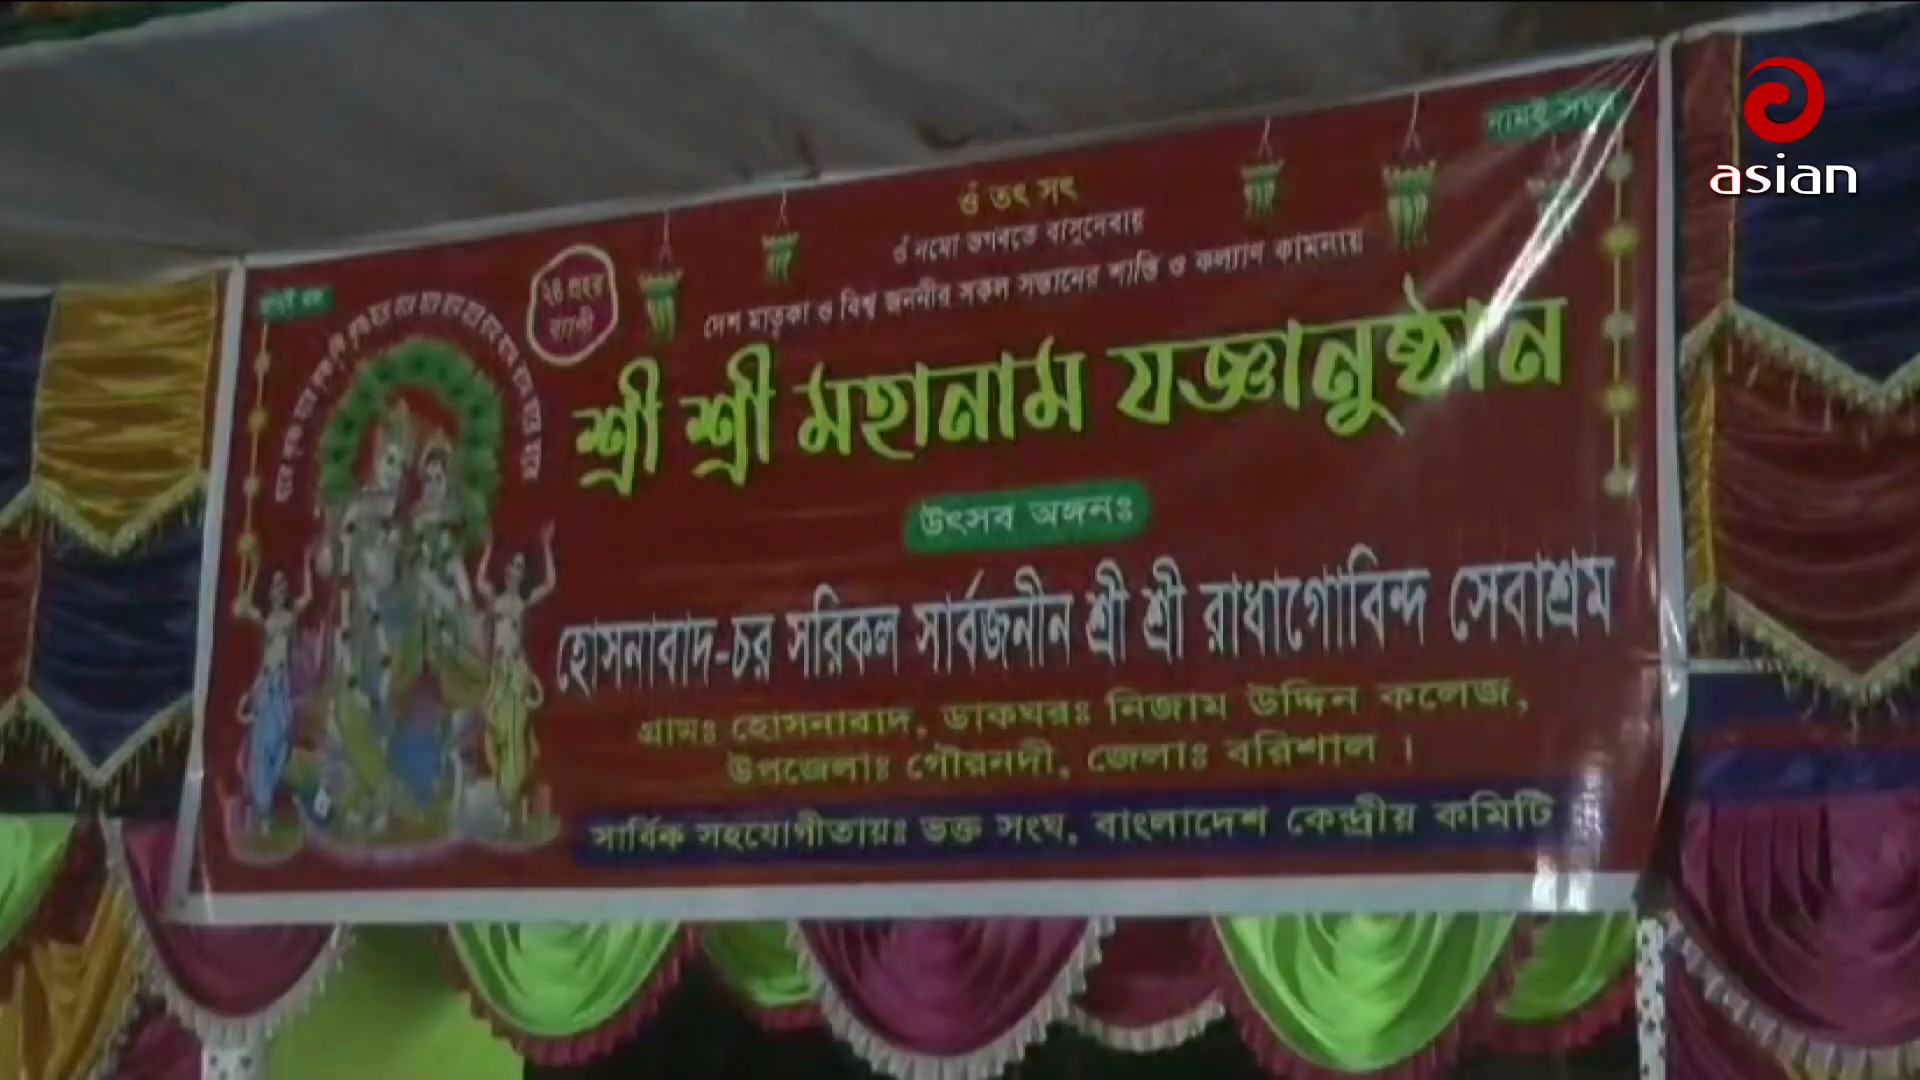 asian
ওঁ তৎ সৎ
ওঁ নমো ভগবতে বাসুদেবায়
দেশ মাতৃকা ও বিশ্ব জননীর সকল সন্তানের শান্তি ও কল্যাণ কামনায়
২৪ প্রহর
ব্যাপী
শ্রী শ্রী মহানাম যজ্ঞানুষ্ঠান
উৎসব অঙ্গনঃ
হোসনাবাদ-চর সরিকল সার্বজনীন শ্রী শ্রী রাধাগোবিন্দ সেবাশ্রম
গ্রামঃ হোসনাবাদ, ডাকঘরঃ নিজাম উদ্দিন কলেজ,
উপজেলাঃ গৌরনদী, জেলাঃ বরিশাল ।
সার্বিক সহযোগীতায়ঃ ভক্ত সংঘ, বাংলাদেশ কেন্দ্রীয় কমিটি